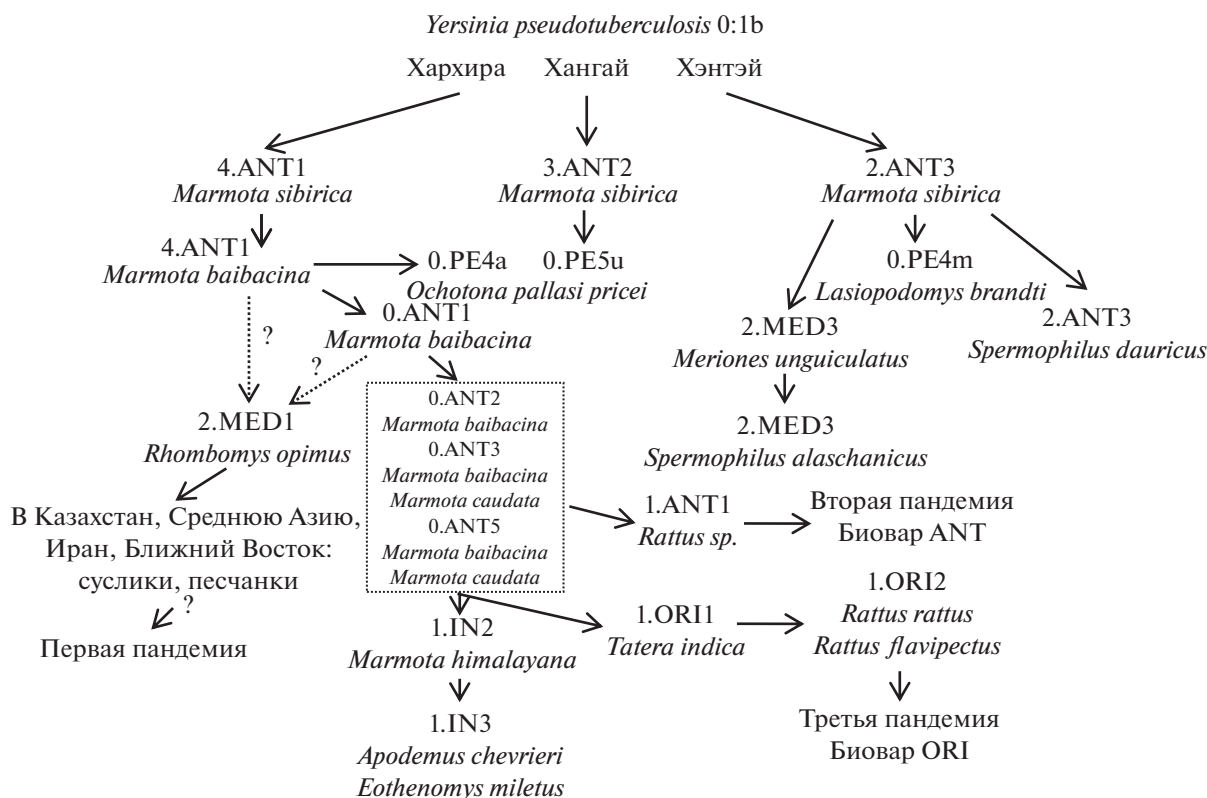 Yersinia pseudotuberculosis 0:1b
Хархира Хангай Хэнтэй
4.ANT1
Marmota sibirica
3.ANT2
Marmota sibirica
2.ANT3
Marmota sibirica
4.ANT1
Marmota baibacina
0.PE4a 0.PE5u
Ochotona pallasi pricei
0.PE4m
Lasiopodomys brandti
0.ANT1
Marmota baibacina
2.MED3
Meriones unguiculatus
2.ANT3
Spermophilus dauricus
?
?
2.MED1
Rhombomys opimus
0.ANT2
Marmota baibacina
0.ANT3
Marmota baibacina
Marmota caudata
0.ANT5
Marmota baibacina
Marmota caudata
2.MED3
Spermophilus alaschanicus
В Казахстан, Среднюю Азию,
Иран, Ближний Восток:
суслики, песчанки
?
Первая пандемия
1.ANT1
Rattus sp.
Вторая пандемия
Биовар ANT
1.IN2
Marmota himalayana
1.ORI1
Tatera indica
1.ORI2
Rattus rattus
Rattus flavipectus
1.IN3
Apodemus chevrieri
Eothenomys miletus
Третья пандемия
Биовар ORI